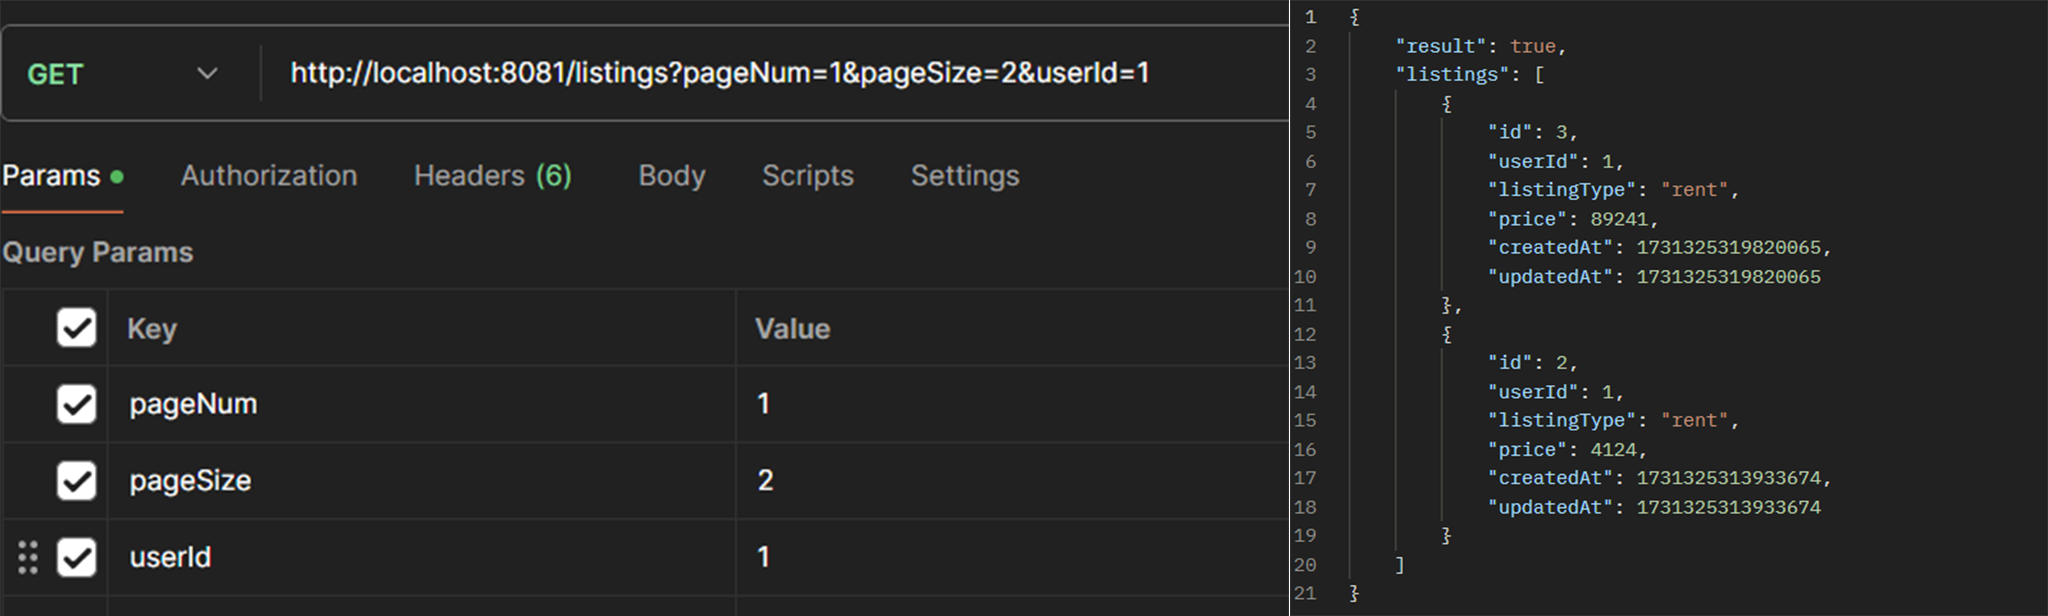 GET http://localhost:8081/listings?pageNum=1&pageSize=2&userId=1
Params Authorization Headers (6) Body Scripts Settings
Query Params
Key Value
pageNum 1
pageSize 2
userId 1
1 {
2 "result": true,
3 "listings": [
4 {
5 "id": 3,
6 "userId": 1,
7 "listingType": "rent",
8 "price": 89241,
9 "createdAt": 1731325319820065,
10 "updatedAt": 1731325319820065
11 },
12 {
13 "id": 2,
14 "userId": 1,
15 "listingType": "rent",
16 "price": 4124,
17 "createdAt": 1731325313933674,
18 "updatedAt": 1731325313933674
19 }
20 ]
21 }